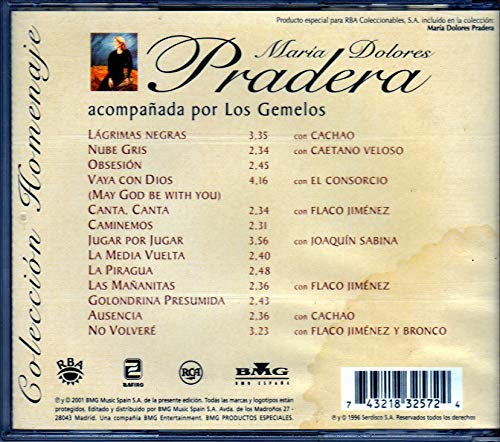 Producto especial para RBA Coleccionables, S.A. incluído en la colección:
María Dolores Pradera
Colección Homenaje
María Dolores
Pradera
acompañada por Los Gemelos
LÁGRIMAS NEGRAS 3,35 con CACHAO
NUBE GRIS 2,34 con CAETANO VELOSO
OBSESIÓN 2,45
VAYA CON DIOS 4,16 con EL CONSORCIO
(MAY GOD BE WITH YOU)
CANTA, CANTA 2,34 con FLACO JIMÉNEZ
CAMINEMOS 2,31
JUGAR POR JUGAR 3,56 con JOAQUÍN SABINA
LA MEDIA VUELTA 2,40
LA PIRAGUA 2,48
LAS MAÑANITAS 2,36 con FLACO JIMÉNEZ
GOLONDRINA PRESUMIDA 2,43
AUSENCIA 2,36 con CACHAO
NO VOLVERÉ 3,23 con FLACO JIMÉNEZ Y BRONCO
RBA
Z
ZAFIRO
RCA
BMG
BMG ESPAÑA
℗ y © 2001 BMG Music Spain S.A. de la presente edición. Todas las marcas y logotipos están
protegidos. Editado y distribuido por BMG Music Spain S.A. Avda. de los Madroños 27 -
28043 Madrid. Una compañía BMG Entertainment. BMG PRODUCTOS ESPECIALES.
7 43218 32572 4
℗ y © 1996 Serdisco S.A. Reservados todos los derechos